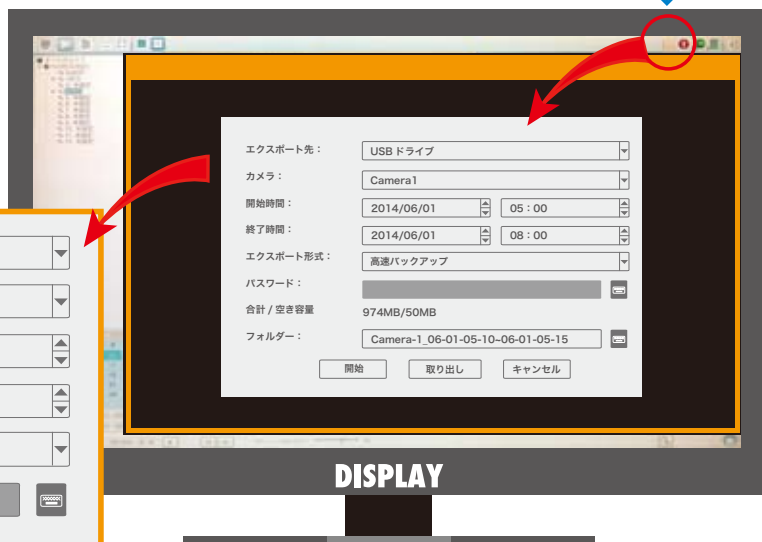 エクスポート先： USB ドライブ
カメラ： Camera1
開始時間： 2014/06/01 05：00
終了時間： 2014/06/01 08：00
エクスポート形式： 高速バックアップ
パスワード：
合計 / 空き容量 974MB/50MB
フォルダー： Camera-1_06-01-05-10~06-01-05-15
開始 取り出し キャンセル
DISPLAY